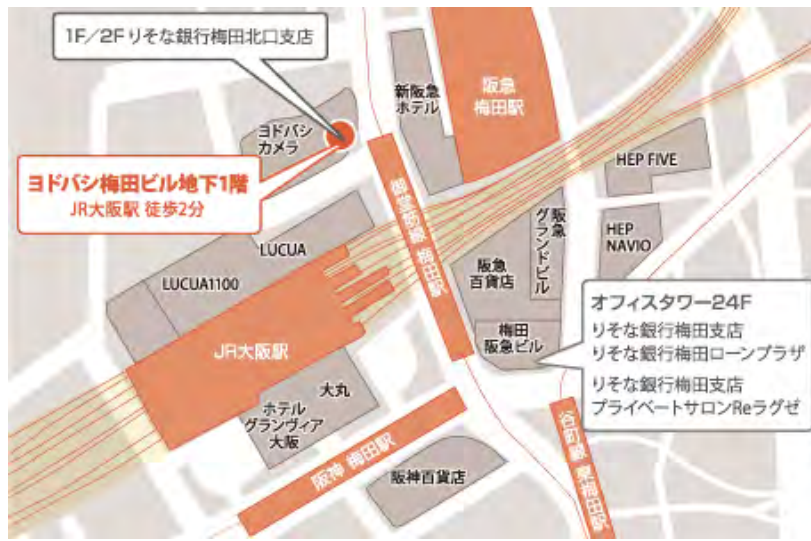 1F／2Fりそな銀行梅田北口支店
阪急
梅田駅
新阪急
ホテル
ヨドバシ
カメラ
HEP FIVE
ヨドバシ梅田ビル地下1階
JR大阪駅 徒歩2分
御堂筋線 梅田駅
阪急
グランドビル
HEP
NAVIO
LUCUA
阪急
百貨店
LUCUA1100
オフィスタワー24F
りそな銀行梅田支店
りそな銀行梅田ローンプラザ
りそな銀行梅田支店
プライベートサロンReラグゼ
梅田
阪急ビル
JR大阪駅
大丸
ホテル
グランヴィア
大阪
阪神 梅田駅
谷町線 東梅田駅
阪神百貨店